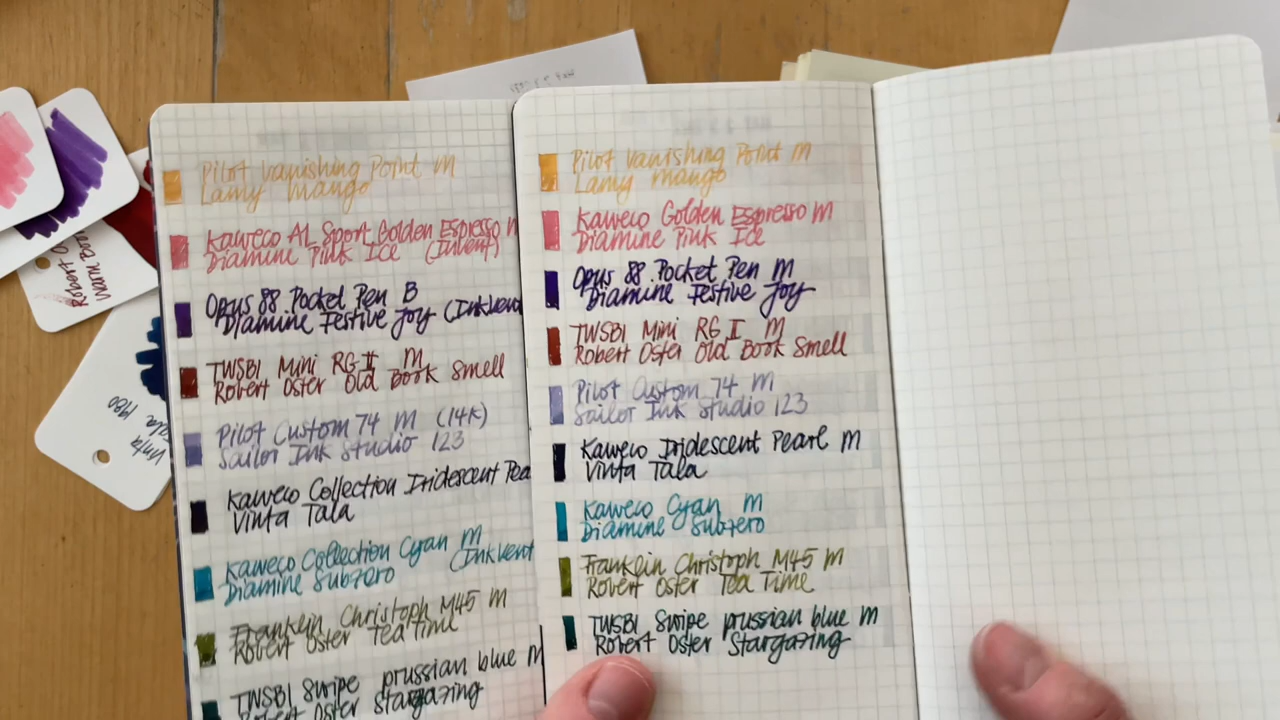 Pilot Vanishing Point M
Lamy Mango
Kaweco AL Sport Golden Espresso M
Diamine Pink Ice (Inkvent)
Opus 88 Pocket Pen B
Diamine Festive Joy (Inkvent
TWSBI Mini RG II M
Robert Oster Old Book Smell
Pilot Custom 74 M (14K)
Sailor Ink Studio 123
Kaweco Collection Iridescent Pea
Vinta Tala
Kaweco Collection Cyan M
Diamine Subzero (Inkvent
Franklin Christoph M45 M
Robert Oster Tea Time
TWSBI Swipe prussian blue M
Robert Oster Stargazing
Pilot Vanishing Point M
Lamy Mango
Kaweco Golden Espresso M
Diamine Pink Ice
Opus 88 Pocket Pen M
Diamine Festive Joy
TWSBI Mini RG II M
Robert Oster Old Book Smell
Pilot Custom 74 M
Sailor Ink Studio 123
Kaweco Iridescent Pearl M
Vinta Tala
Kaweco Cyan M
Diamine Subzero
Franklin Christoph M45 M
Robert Oster Tea Time
TWSBI Swipe prussian blue M
Robert Oster Stargazing
Robert
Warm
Vinta
1980